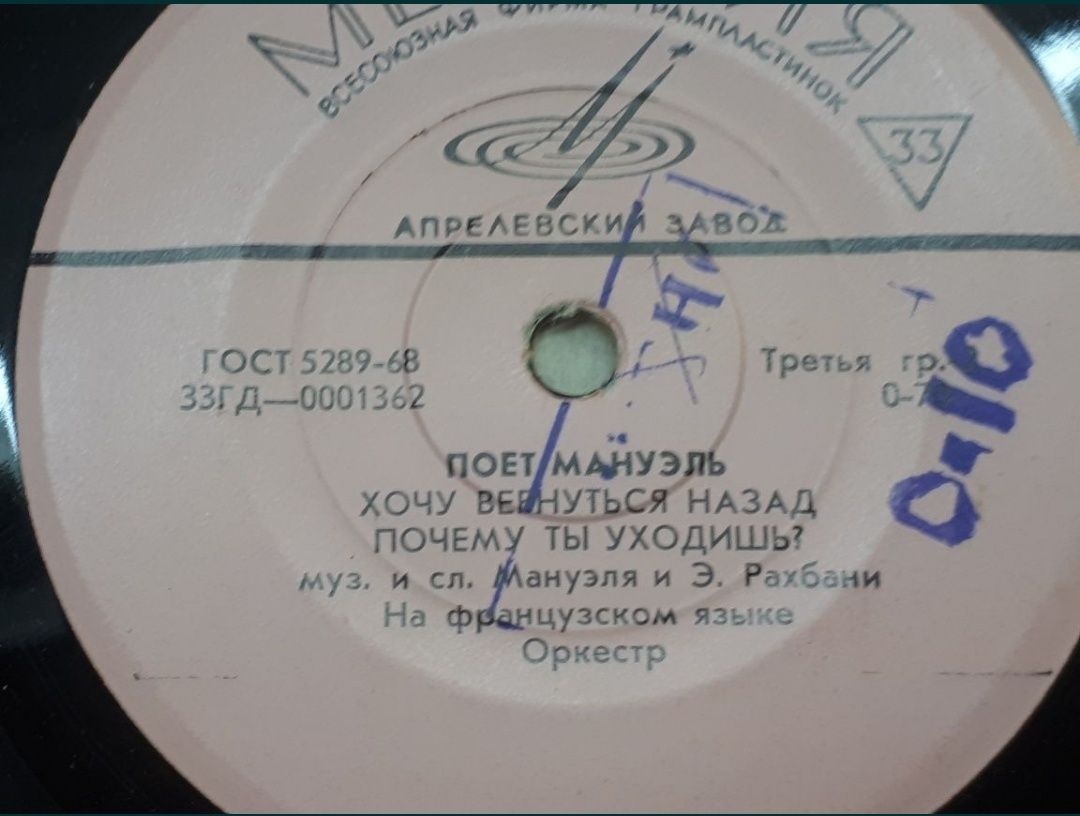 ВСЕСОЮЗНАЯ ФИРМА ГРАМПЛАСТИНОК
33
АПРЕЛЕВСКИЙ ЗАВОД
ГОСТ 5289-68
33ГД—0001362
Третья гр.
0-10
ПОЕТ МАНУЭЛЬ
ХОЧУ ВЕРНУТЬСЯ НАЗАД
ПОЧЕМУ ТЫ УХОДИШЬ?
муз. и сл. Мануэля и Э. Рахбани
На французском языке
Оркестр